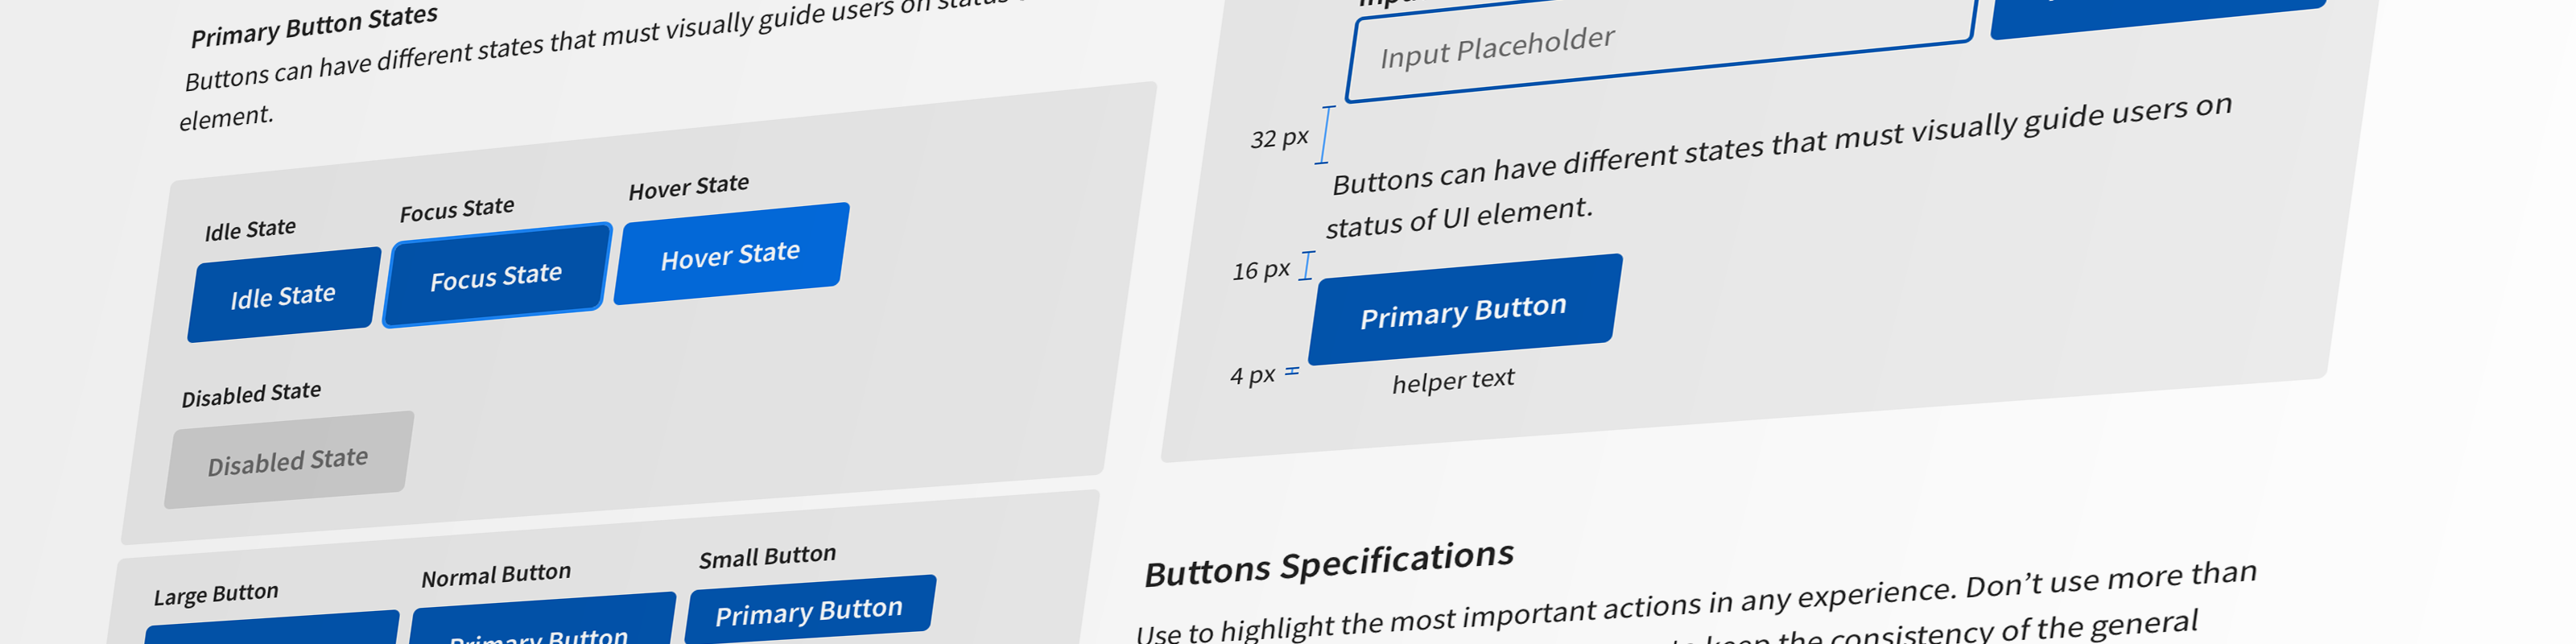 Primary Button States
Buttons can have different states that must visually guide users on status
element.
Idle State
Focus State
Hover State
Idle State
Focus State
Hover State
Disabled State
Disabled State
Large Button
Normal Button
Small Button
Primary Button
Primary Button
Input Placeholder
32 px
Buttons can have different states that must visually guide users on
status of UI element.
16 px
Primary Button
4 px
helper text
Buttons Specifications
Use to highlight the most important actions in any experience. Don’t use more than
keep the consistency of the general